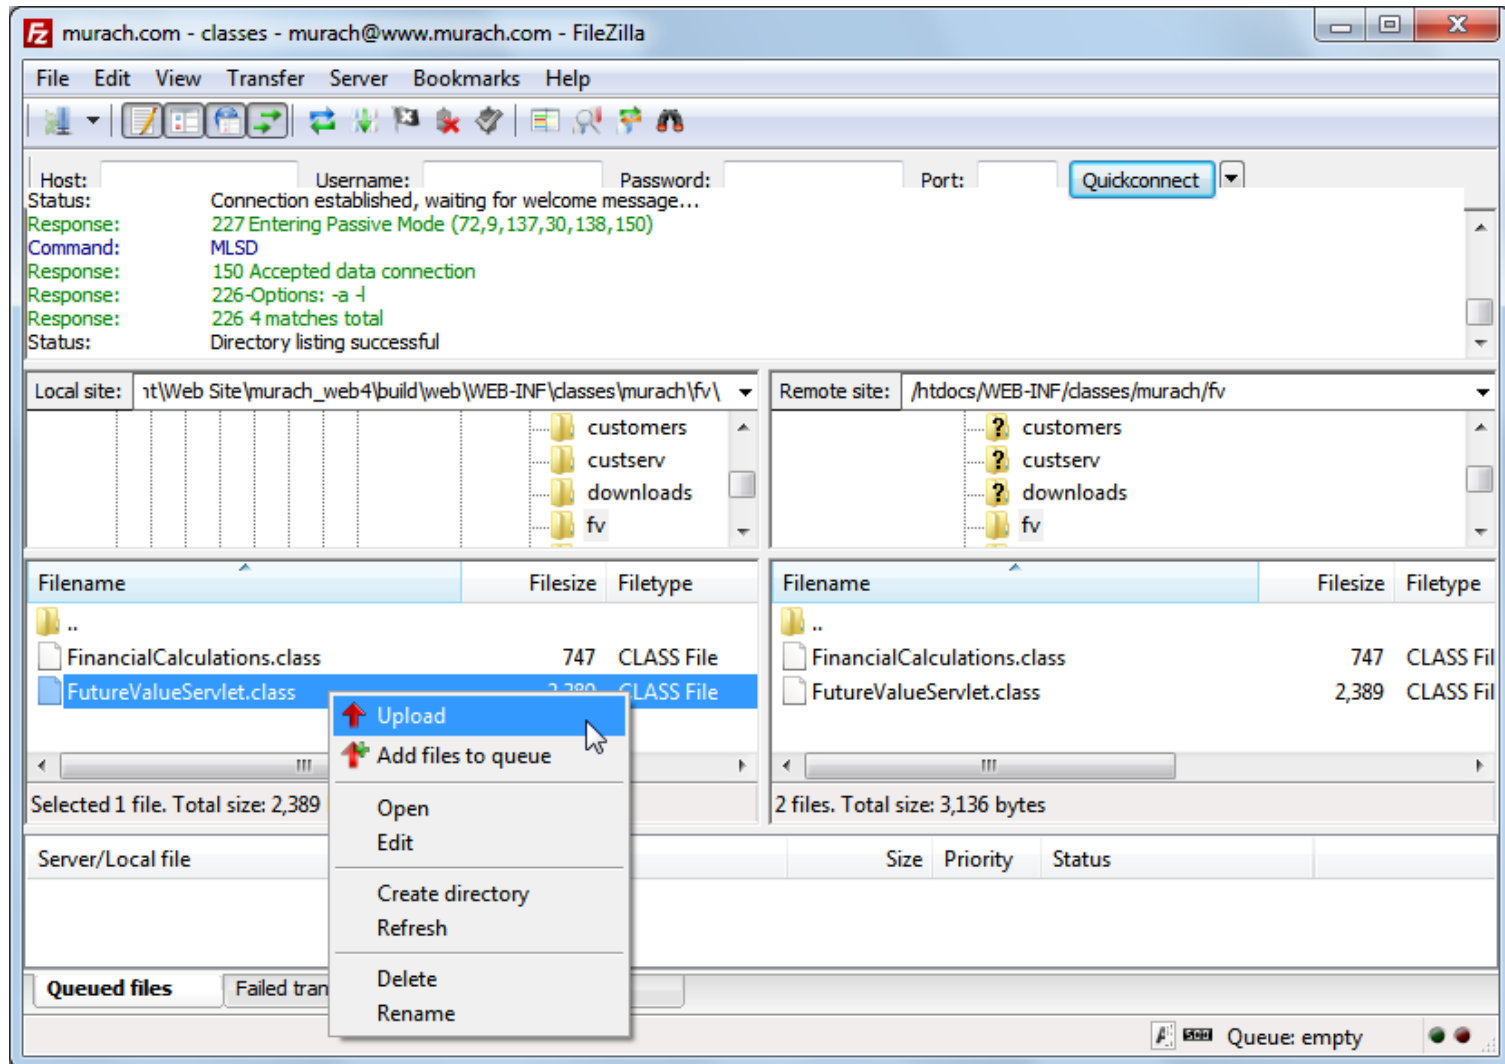 murach.com - classes - murach@www.murach.com - FileZilla
File Edit View Transfer Server Bookmarks Help
Host: Username: Password: Port: Quickconnect
Status: Connection established, waiting for welcome message...
Response: 227 Entering Passive Mode (72,9,137,30,138,150)
Command: MLSD
Response: 150 Accepted data connection
Response: 226-Options: -a -l
Response: 226 4 matches total
Status: Directory listing successful
Local site: nt\Web Site\murach_web4\build\web\WEB-INF\classes\murach\fv\ Remote site: /htdocs/WEB-INF/classes/murach/fv
customers customers
custserv custserv
downloads downloads
fv fv
Filename Filesize Filetype Filename Filesize Filetype
.. ..
FinancialCalculations.class 747 CLASS File FinancialCalculations.class 747 CLASS Fil
FutureValueServlet.class 2,389 CLASS File FutureValueServlet.class 2,389 CLASS Fil
Upload
Add files to queue
Selected 1 file. Total size: 2,389 2 files. Total size: 3,136 bytes
Open
Edit
Server/Local file Size Priority Status
Create directory
Refresh
Delete
Queued files Failed tran
Rename
Queue: empty